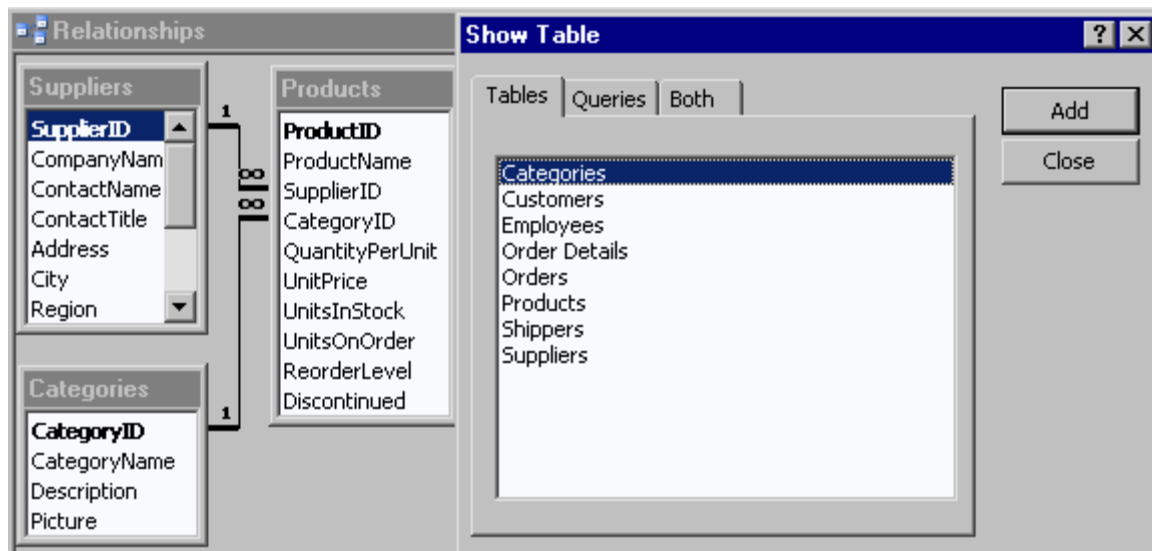 Relationships
Suppliers
SupplierID
CompanyNam
ContactName
ContactTitle
Address
City
Region
1
Categories
CategoryID
CategoryName
Description
Picture
1
∞
∞
Products
ProductID
ProductName
SupplierID
CategoryID
QuantityPerUnit
UnitPrice
UnitsInStock
UnitsOnOrder
ReorderLevel
Discontinued
Show Table
?
Tables Queries Both
Categories
Customers
Employees
Order Details
Orders
Products
Shippers
Suppliers
Add
Close